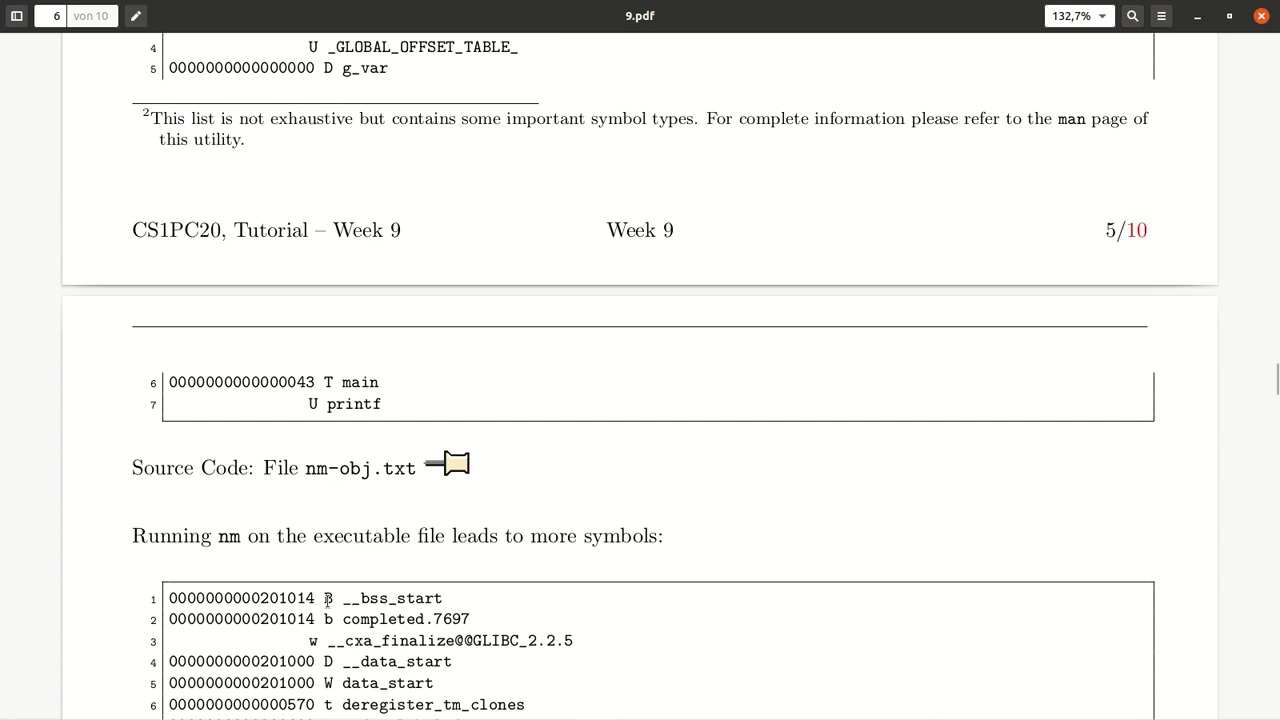 6 von 10 9.pdf 132,7%
4 U _GLOBAL_OFFSET_TABLE_
5 0000000000000000 D g_var
2This list is not exhaustive but contains some important symbol types. For complete information please refer to the man page of
this utility.
CS1PC20, Tutorial – Week 9 Week 9 5/10
6 0000000000000043 T main
7 U printf
Source Code: File nm-obj.txt
Running nm on the executable file leads to more symbols:
1 0000000000201014 B __bss_start
2 0000000000201014 b completed.7697
3 w __cxa_finalize@@GLIBC_2.2.5
4 0000000000201000 D __data_start
5 0000000000201000 W data_start
6 0000000000000570 t deregister_tm_clones